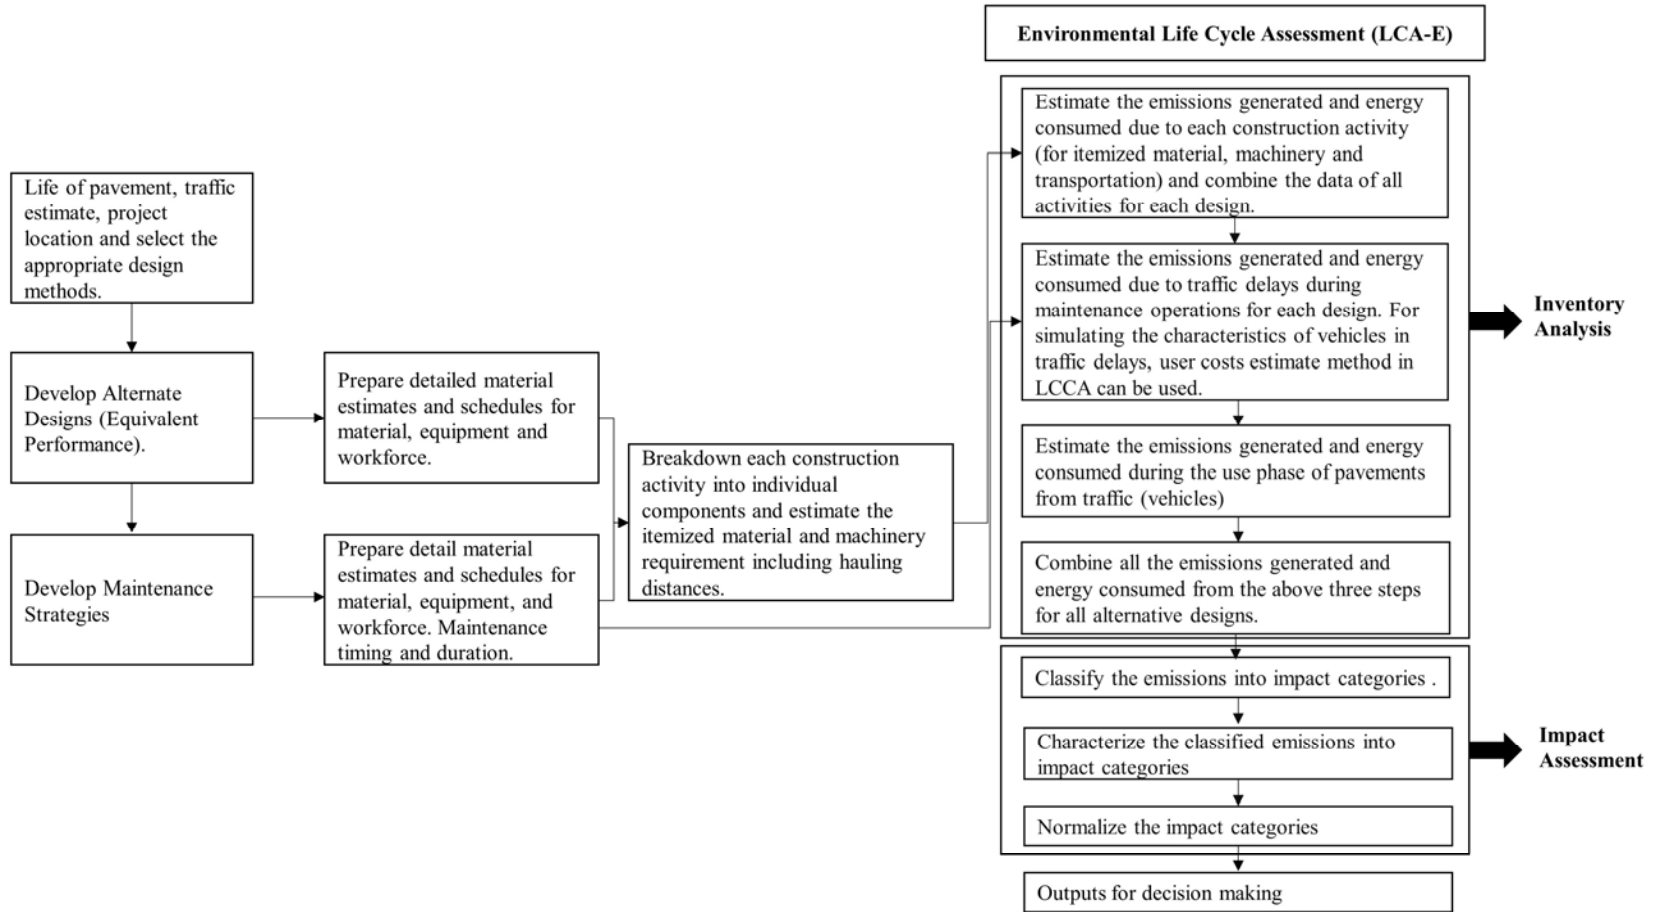 Environmental Life Cycle Assessment (LCA-E)
Life of pavement, traffic
estimate, project
location and select the
appropriate design
methods.
Develop Alternate
Designs (Equivalent
Performance).
Develop Maintenance
Strategies
Prepare detailed material
estimates and schedules for
material, equipment and
workforce.
Prepare detail material
estimates and schedules for
material, equipment, and
workforce. Maintenance
timing and duration.
Breakdown each construction
activity into individual
components and estimate the
itemized material and machinery
requirement including hauling
distances.
Estimate the emissions generated and energy
consumed due to each construction activity
(for itemized material, machinery and
transportation) and combine the data of all
activities for each design.
Estimate the emissions generated and energy
consumed due to traffic delays during
maintenance operations for each design. For
simulating the characteristics of vehicles in
traffic delays, user costs estimate method in
LCCA can be used.
Estimate the emissions generated and energy
consumed during the use phase of pavements
from traffic (vehicles)
Combine all the emissions generated and
energy consumed from the above three steps
for all alternative designs.
Inventory
Analysis
Classify the emissions into impact categories .
Characterize the classified emissions into
impact categories
Normalize the impact categories
Impact
Assessment
Outputs for decision making